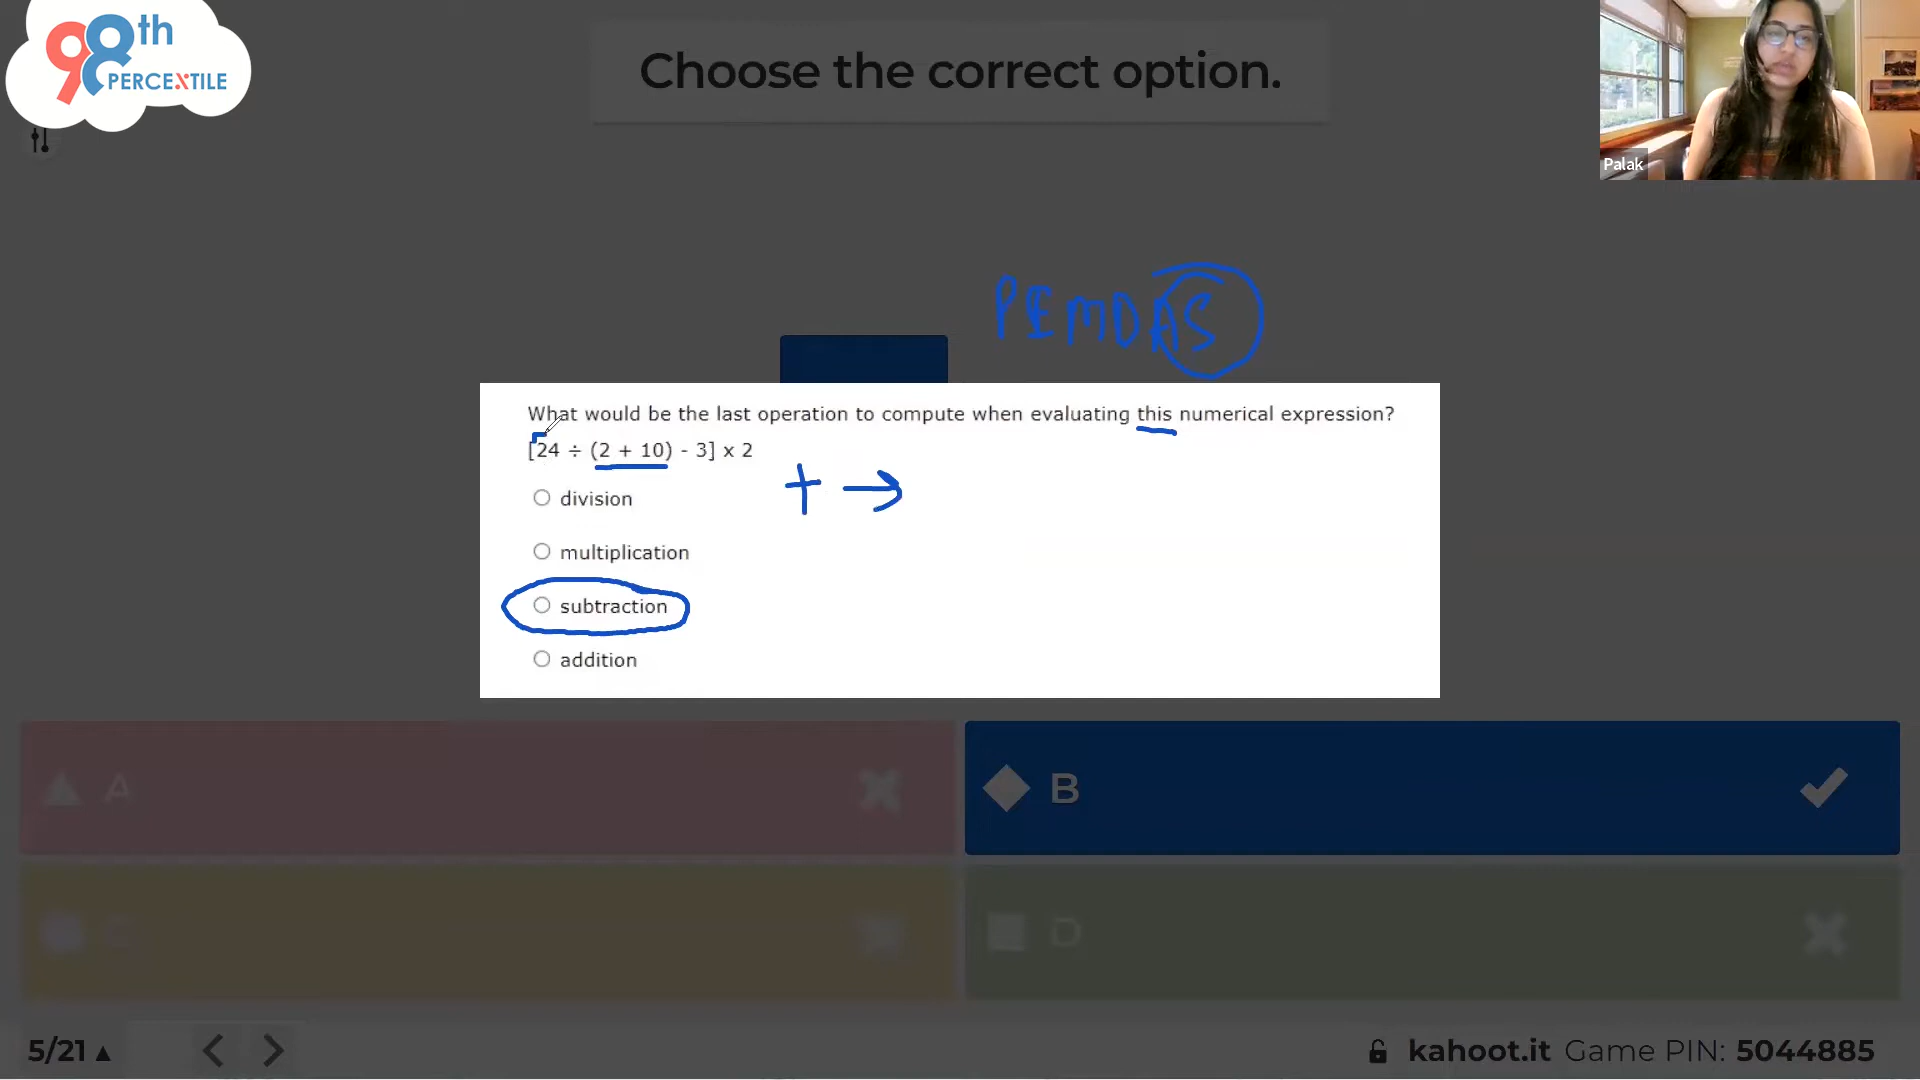 98th
PERCENTILE
Choose the correct option.
Palak
PEMDAS
What would be the last operation to compute when evaluating this numerical expression?
[24 ÷ (2 + 10) - 3] x 2
+ →
division
multiplication
subtraction
addition
A
B
C
D
5/21
kahoot.it Game PIN: 5044885